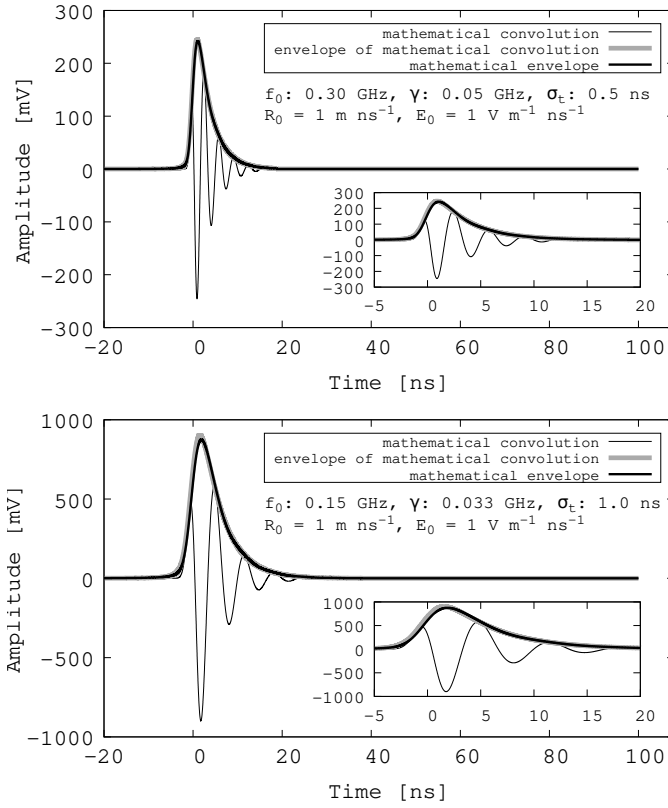 300
200
100
0
-100
-200
-300
Amplitude [mV]
mathematical convolution
envelope of mathematical convolution
mathematical envelope
f₀: 0.30 GHz, γ: 0.05 GHz, σₜ: 0.5 ns
R₀ = 1 m ns⁻¹, E₀ = 1 V m⁻¹ ns⁻¹
300
200
100
0
-100
-200
-300
-5 0 5 10 15 20
-20 0 20 40 60 80 100
Time [ns]
1000
500
0
-500
-1000
Amplitude [mV]
mathematical convolution
envelope of mathematical convolution
mathematical envelope
f₀: 0.15 GHz, γ: 0.033 GHz, σₜ: 1.0 ns
R₀ = 1 m ns⁻¹, E₀ = 1 V m⁻¹ ns⁻¹
1000
500
0
-500
-1000
-5 0 5 10 15 20
-20 0 20 40 60 80 100
Time [ns]